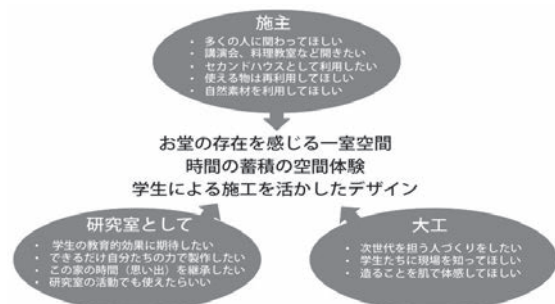 施主
・ 多くの人に関わってほしい
・ 講演会、料理教室など開きたい
・ セカンドハウスとして利用したい
・ 使える物は再利用してほしい
・ 自然素材を利用してほしい
お堂の存在を感じる一室空間
時間の蓄積の空間体験
学生による施工を活かしたデザイン
研究室として
・ 学生の教育的効果に期待したい
・ できるだけ自分たちの力で製作したい
・ この家の時間（思い出）を継承したい
・ 研究室の活動でも使えたらいい
大工
・ 次世代を担う人づくりをしたい
・ 学生たちに現場を知ってほしい
・ 造ることを肌で体感してほしい